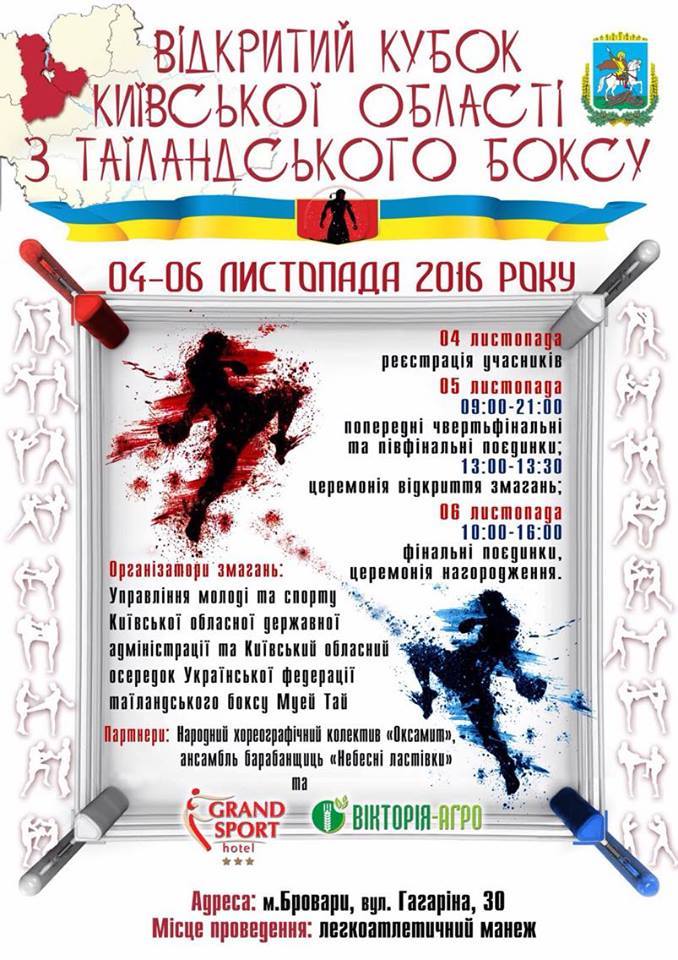 ВІДКРИТИЙ КУБОК
КИЇВСЬКОЇ ОБЛАСТІ
З ТАЇЛАНДСЬКОГО БОКСУ
04-06 ЛИСТОПАДА 2016 РОКУ
04 листопада
реєстрація учасників
05 листопада
09:00-21:00
попередні чвертьфінальні
та півфінальні поєдинки;
13:00-13:30
церемонія відкриття змагань;
06 листопада
10:00-16:00
фінальні поєдинки,
церемонія нагородження.
Організатори змагань:
Управління молоді та спорту
Київської обласної державної
адміністрації та Київський обласний
осередок Української федерації
таїландського боксу Муей Тай
Партнери: Народний хореографічний колектив «Оксамит»,
ансамбль барабанщиць «Небесні ластівки»
та
GRAND
SPORT
hotel
ВІКТОРІЯ-АГРО
Адреса: м.Бровари, вул. Гагаріна, 30
Місце проведення: легкоатлетичний манеж